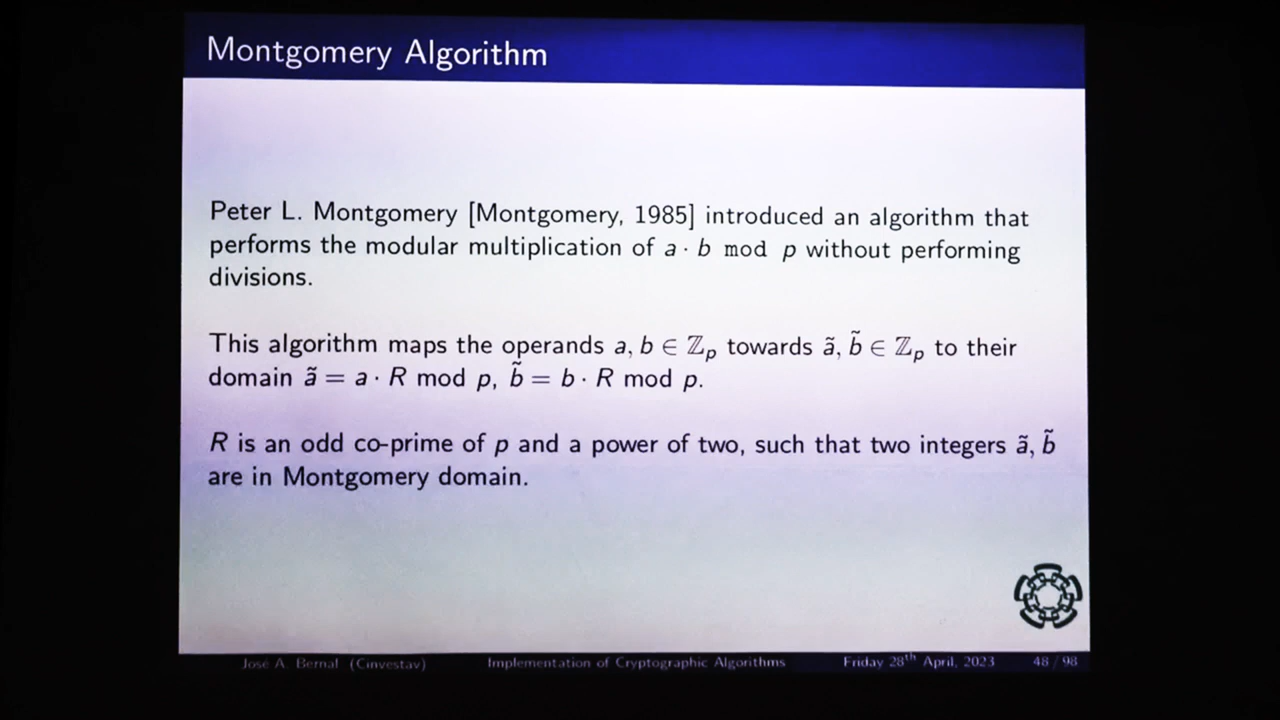 Montgomery Algorithm
Peter L. Montgomery [Montgomery, 1985] introduced an algorithm that
performs the modular multiplication of a · b mod p without performing
divisions.
This algorithm maps the operands a, b ∈ ℤₚ towards ã, b̃ ∈ ℤₚ to their
domain ã = a · R mod p, b̃ = b · R mod p.
R is an odd co-prime of p and a power of two, such that two integers ã, b̃
are in Montgomery domain.
José A. Bernal (Cinvestav) Implementation of Cryptographic Algorithms Friday 28th April, 2023 48 / 98